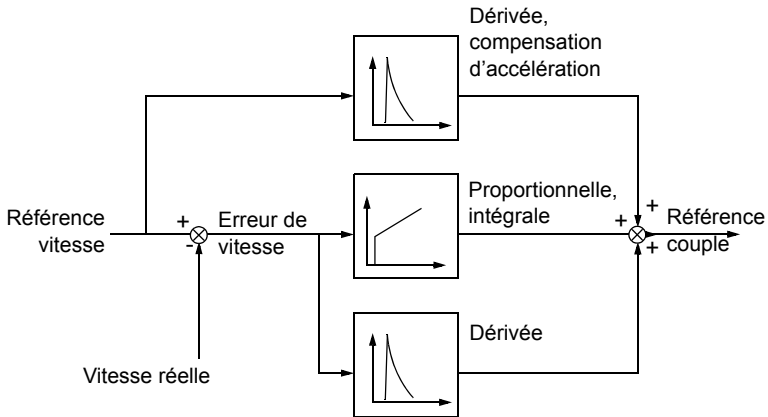 Dérivée,
compensation
d'accélération
Proportionnelle,
intégrale
Référence
vitesse
+
-
Erreur de
vitesse
+
+
+
Référence
couple
Dérivée
Vitesse réelle